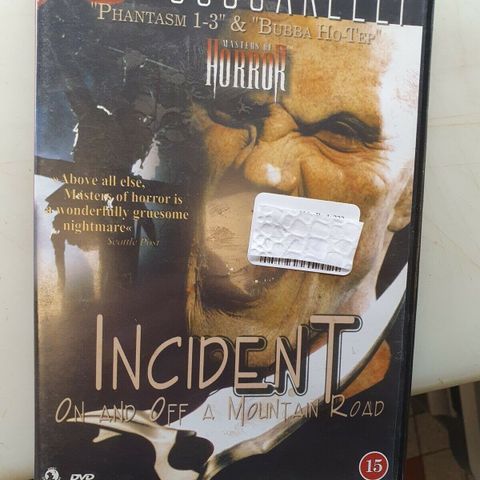 "Phantasm 1-3" & "Bubba Ho-Tep"
MASTERS OF
HORROR
»Above all else,
Masters of horror is
a wonderfully gruesome
nightmare«
Seattle Post
INCIDENT
ON AND OFF A MOUNTAIN ROAD
DVD
15